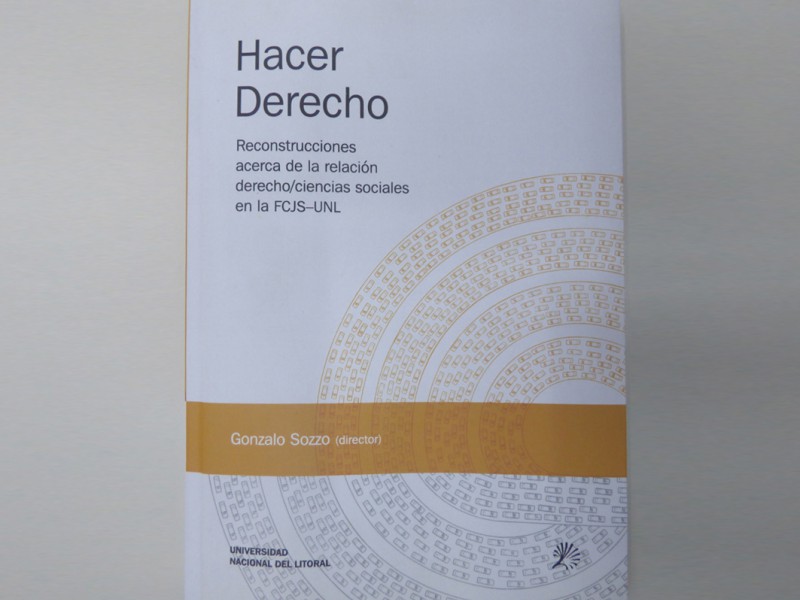 Hacer
Derecho
Reconstrucciones
acerca de la relación
derecho/ciencias sociales
en la FCJS–UNL
Gonzalo Sozzo (director)
UNIVERSIDAD
NACIONAL DEL LITORAL